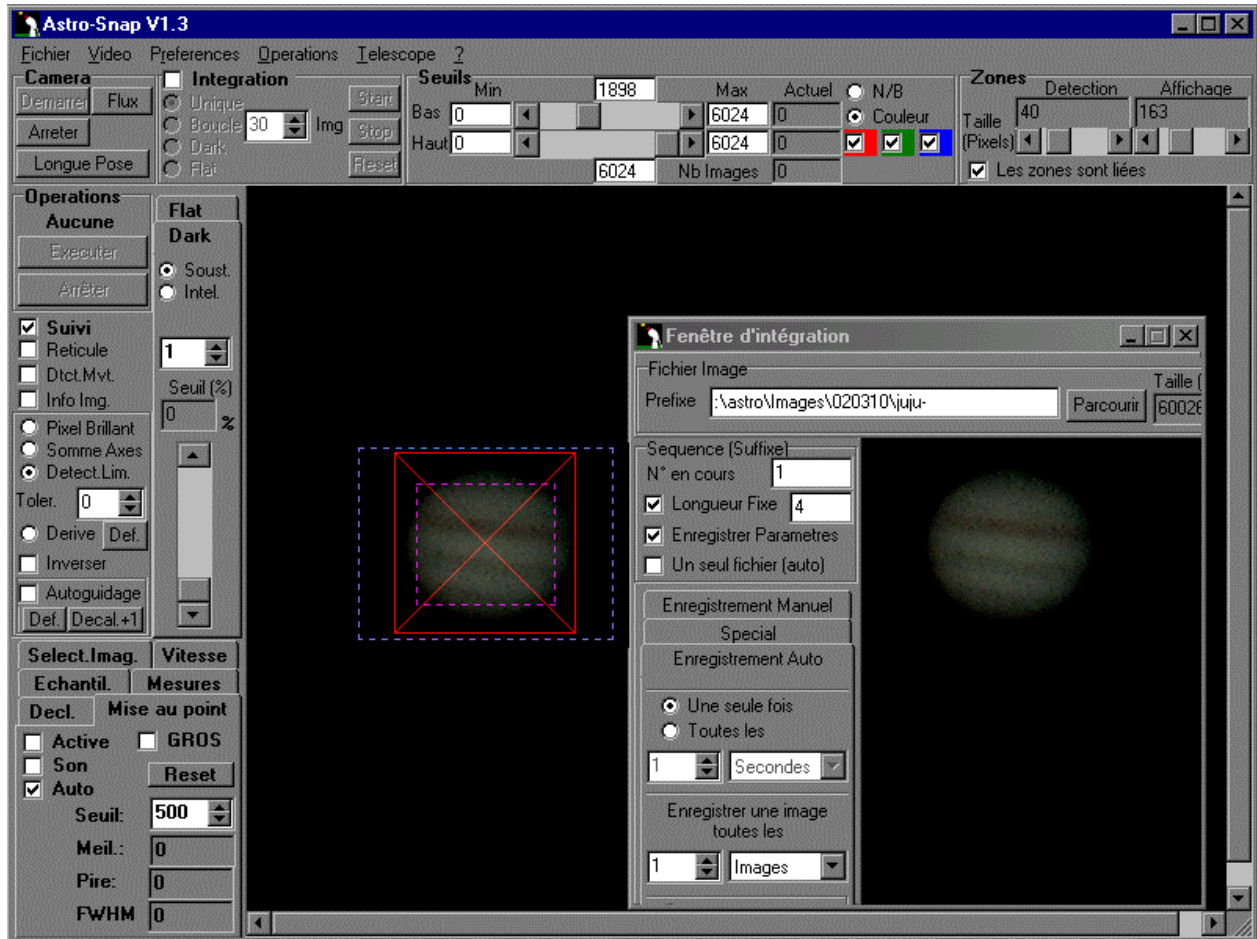 Astro-Snap V1.3
Fichier Video Preferences Operations Telescope ?
Camera
Demarrer Flux
Arreter
Longue Pose
Integration
Unique
Boucle 30 Img
Dark
Flat
Start
Stop
Reset
Seuils
Min 1898 Max Actuel
Bas 0 6024 0
Haut 0 6024 0
6024 Nb Images 0
N/B
Couleur
Zones
Detection Affichage
Taille 40 163
(Pixels)
Les zones sont liées
Operations
Aucune
Executer
Arrêter
Flat
Dark
Soust.
Intel.
1
Seuil (%)
0 %
Suivi
Reticule
Dtct.Mvt.
Info Img.
Pixel Brillant
Somme Axes
Detect.Lim.
Toler. 0
Derive Def.
Inverser
Autoguidage
Def. Decal.+1
Select.Imag. Vitesse
Echantil. Mesures
Decl. Mise au point
Active GROS
Son Reset
Auto
Seuil: 500
Meil.: 0
Pire: 0
FWHM 0
Fenêtre d'intégration
Fichier Image
Prefixe :\astro\Images\020310\juju- Parcourir
Taille (
60026
Sequence (Suffixe)
N° en cours 1
Longueur Fixe 4
Enregistrer Parametres
Un seul fichier (auto)
Enregistrement Manuel
Special
Enregistrement Auto
Une seule fois
Toutes les
1 Secondes
Enregistrer une image
toutes les
1 Images